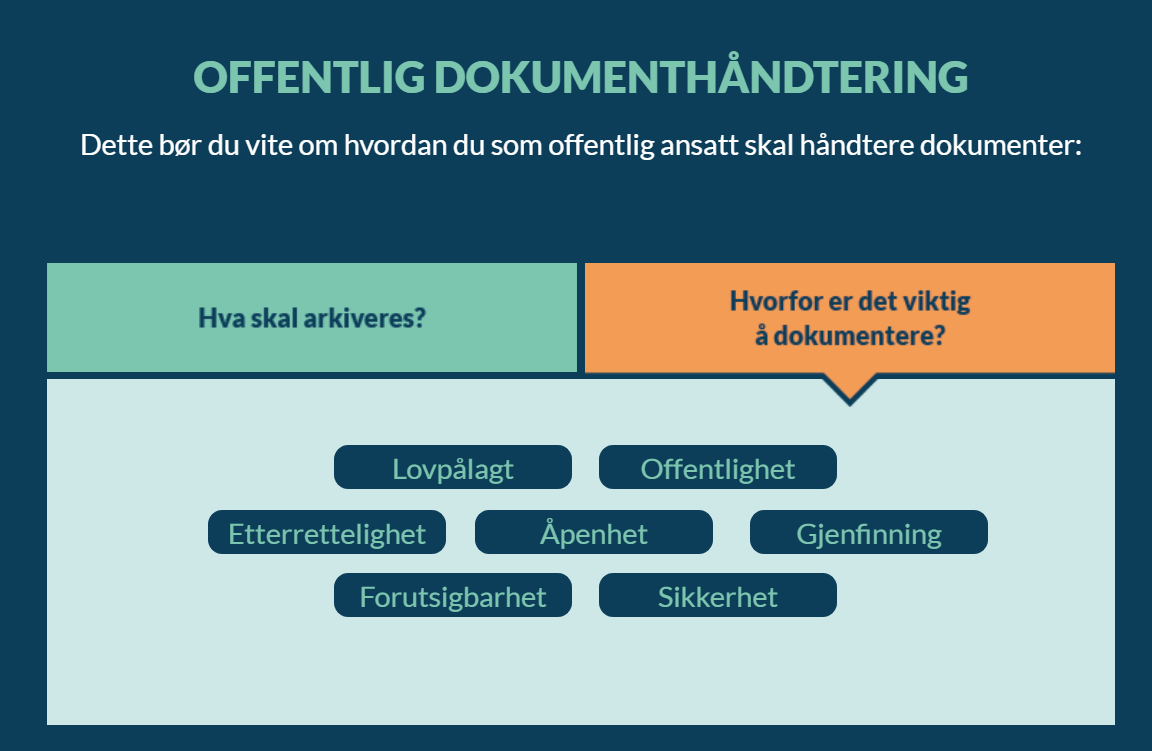 OFFENTLIG DOKUMENTHÅNDTERING
Dette bør du vite om hvordan du som offentlig ansatt skal håndtere dokumenter:
Hva skal arkiveres?
Hvorfor er det viktig
å dokumentere?
Lovpålagt
Offentlighet
Etterrettelighet
Åpenhet
Gjenfinning
Forutsigbarhet
Sikkerhet